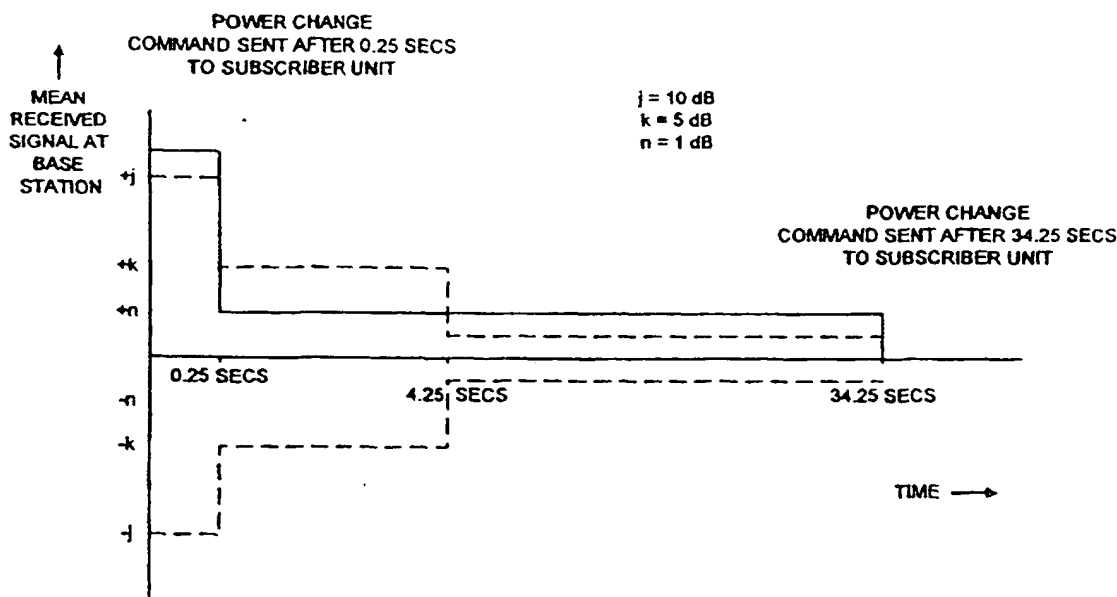 POWER CHANGE
COMMAND SENT AFTER 0.25 SECS
TO SUBSCRIBER UNIT
MEAN
RECEIVED
SIGNAL AT
BASE
STATION
j = 10 dB
k = 5 dB
n = 1 dB
+j
POWER CHANGE
COMMAND SENT AFTER 34.25 SECS
TO SUBSCRIBER UNIT
+k
+n
0.25 SECS
4.25 SECS
34.25 SECS
-n
-k
TIME
-j